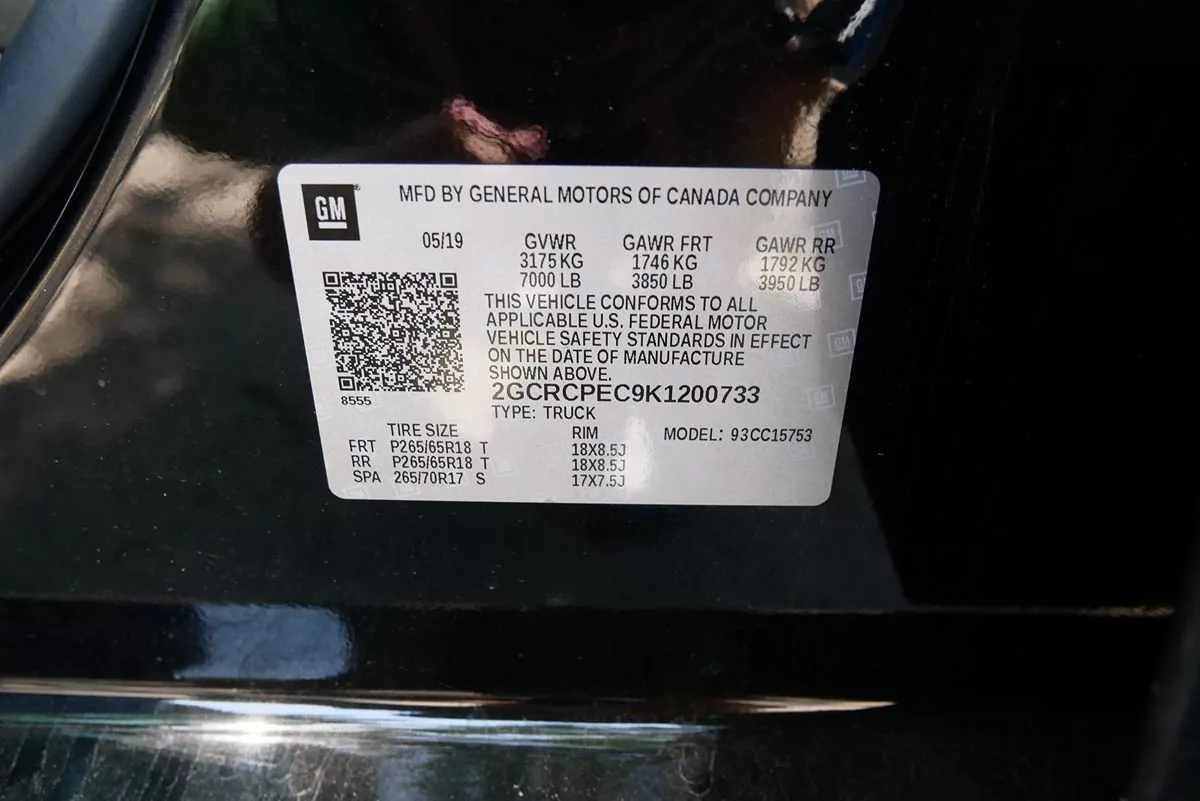 GM
MFD BY GENERAL MOTORS OF CANADA COMPANY
05/19 GVWR GAWR FRT GAWR RR
3175 KG 1746 KG 1792 KG
7000 LB 3850 LB 3950 LB
THIS VEHICLE CONFORMS TO ALL
APPLICABLE U.S. FEDERAL MOTOR
VEHICLE SAFETY STANDARDS IN EFFECT
ON THE DATE OF MANUFACTURE
SHOWN ABOVE.
2GCRCPEC9K1200733
8555
TYPE: TRUCK
TIRE SIZE RIM MODEL: 93CC15753
FRT P265/65R18 T 18X8.5J
RR P265/65R18 T 18X8.5J
SPA 265/70R17 S 17X7.5J